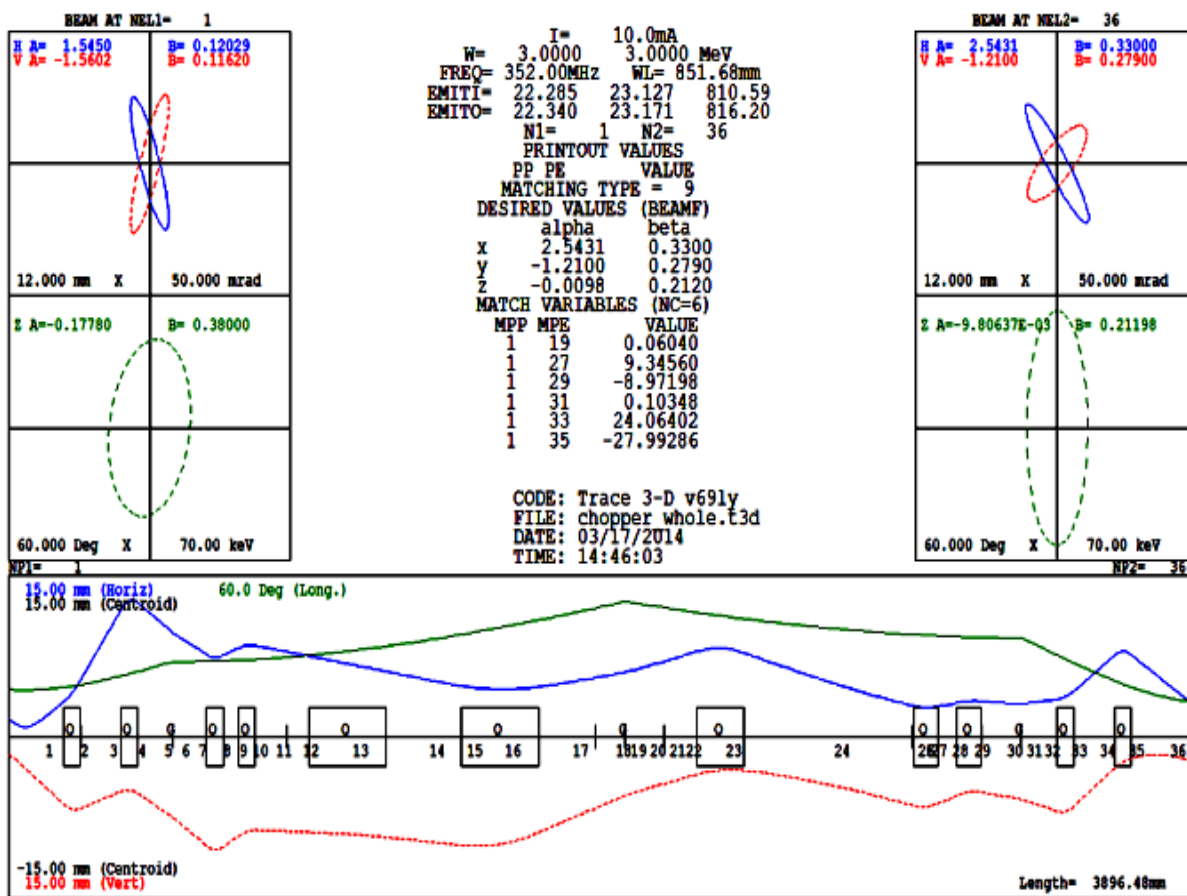 BEAM AT NEL1= 1
H A= 1.5450 B= 0.12029
V A= -1.5602 B= 0.11620
12.000 mm X 50.000 mrad
Z A=-0.17780 B= 0.38000
60.000 Deg X 70.00 keV
NP1= 1
I= 10.0mA
W= 3.0000 3.0000 MeV
FREQ= 352.00MHz WL= 851.68mm
EMITI= 22.285 23.127 810.59
EMITO= 22.340 23.171 816.20
N1= 1 N2= 36
PRINTOUT VALUES
PP PE VALUE
MATCHING TYPE = 9
DESIRED VALUES (BEAMF)
alpha beta
x 2.5431 0.3300
y -1.2100 0.2790
z -0.0098 0.2120
MATCH VARIABLES (NC=6)
MPP MPE VALUE
1 19 0.06040
1 27 9.34560
1 29 -8.97198
1 31 0.10348
1 33 24.06402
1 35 -27.99286
CODE: Trace 3-D v69ly
FILE: chopper whole.t3d
DATE: 03/17/2014
TIME: 14:46:03
BEAM AT NEL2= 36
H A= 2.5431 B= 0.33000
V A= -1.2100 B= 0.27900
12.000 mm X 50.000 mrad
Z A=-9.80637E-03 B= 0.21198
60.000 Deg X 70.00 keV
NP2= 36
15.00 mm (Horiz) 60.0 Deg (Long.)
15.00 mm (Centroid)
Q Q G Q Q Q Q G Q Q Q G Q Q
1 2 3 4 5 6 7 8 9 10 11 12 13 14 15 16 17 18 19 20 21 22 23 24 26 27 28 29 30 31 32 33 34 35 36
-15.00 mm (Centroid)
15.00 mm (Vert)
Length= 3896.48mm